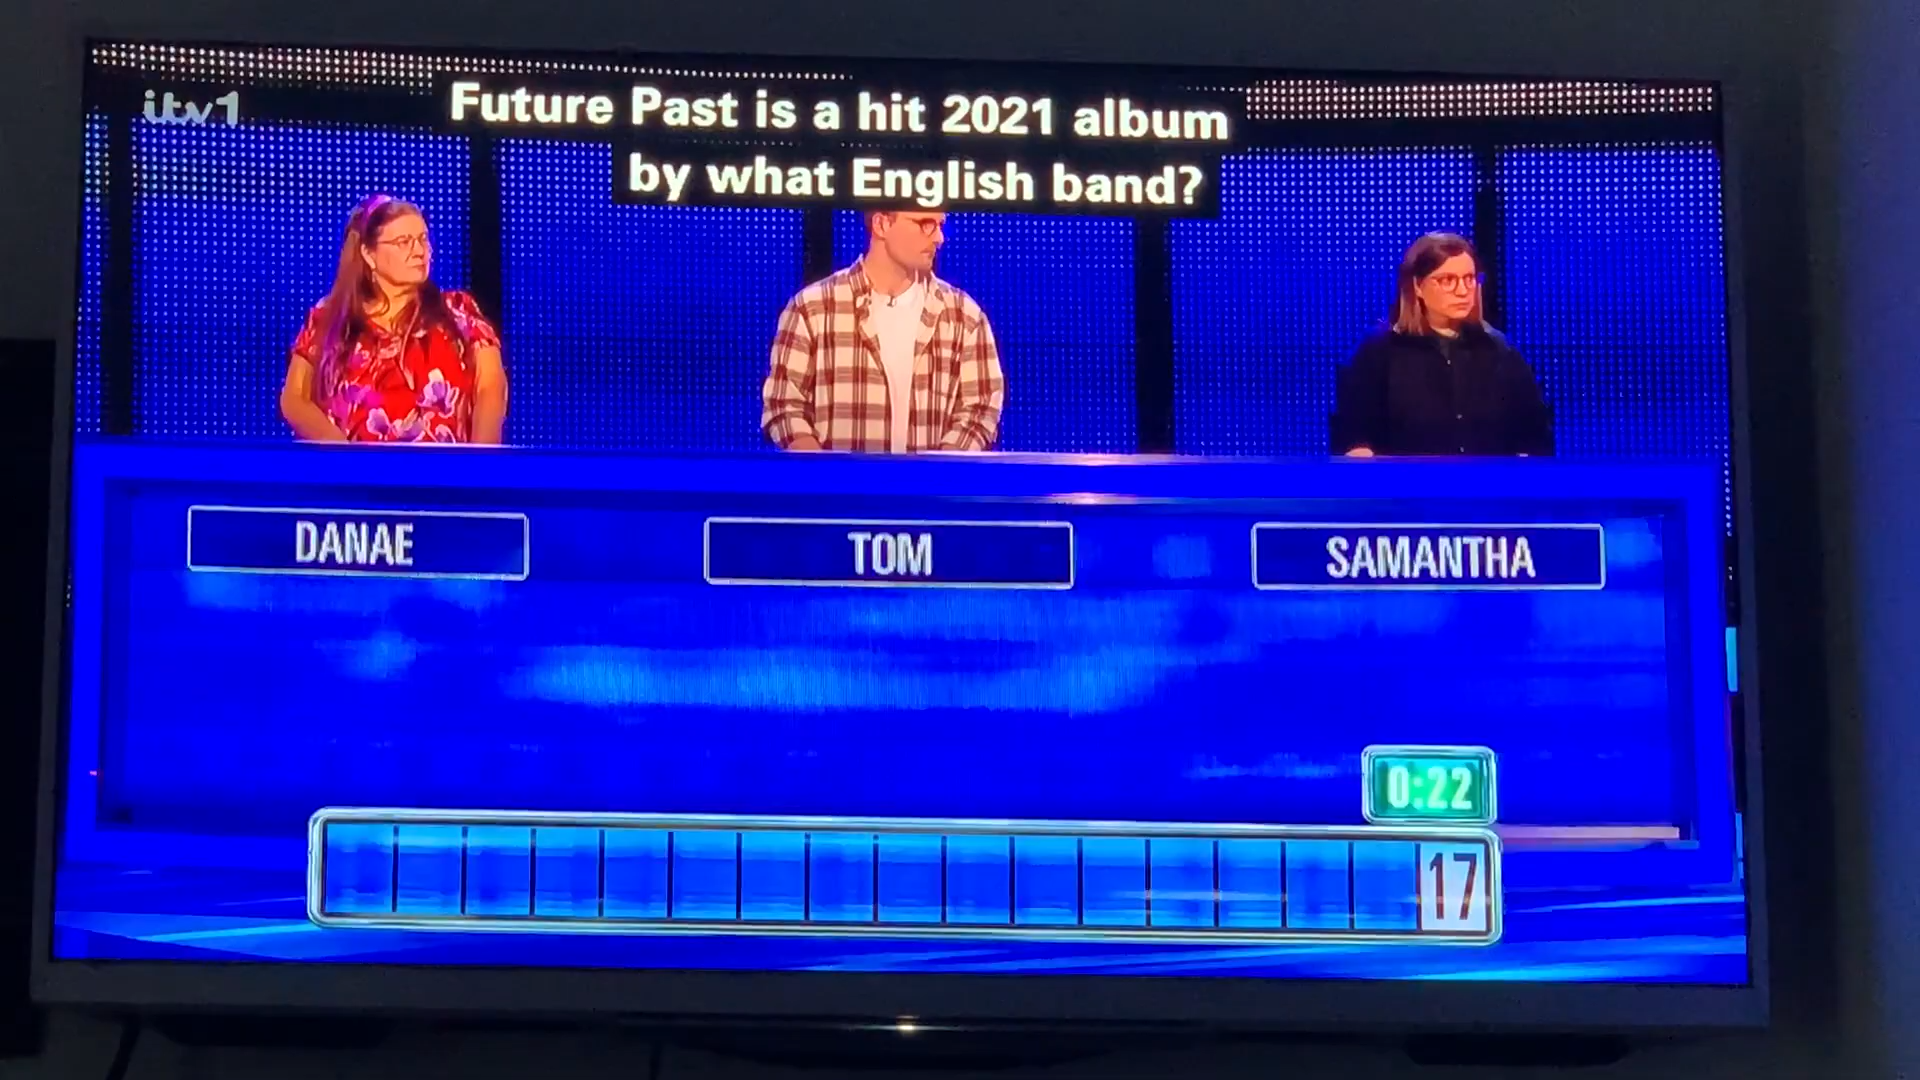 itv1
Future Past is a hit 2021 album
by what English band?
DANAE
TOM
SAMANTHA
0:22
17